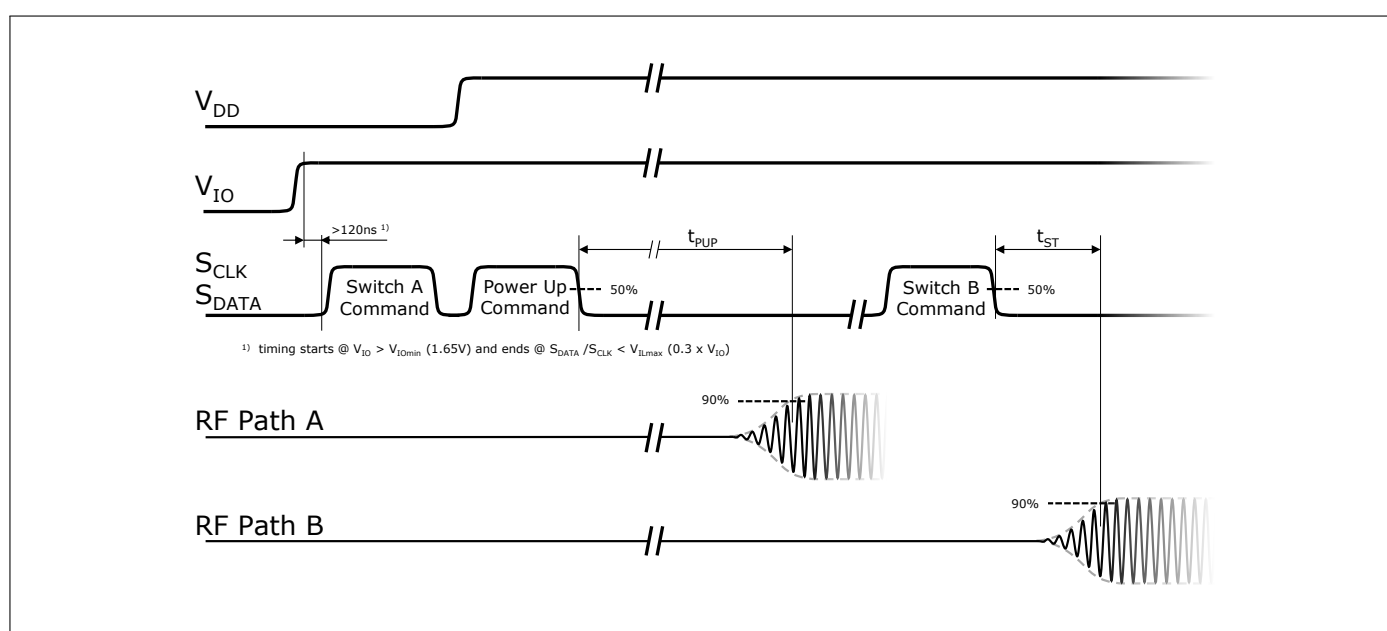 V_DD
V_IO
>120ns ¹⁾
t_PUP
t_ST
S_CLK
S_DATA
Switch A
Command
Power Up
Command
50%
Switch B
Command
50%
¹⁾ timing starts @ V_IO > V_IOmin (1.65V) and ends @ S_DATA /S_CLK < V_ILmax (0.3 x V_IO)
90%
RF Path A
90%
RF Path B